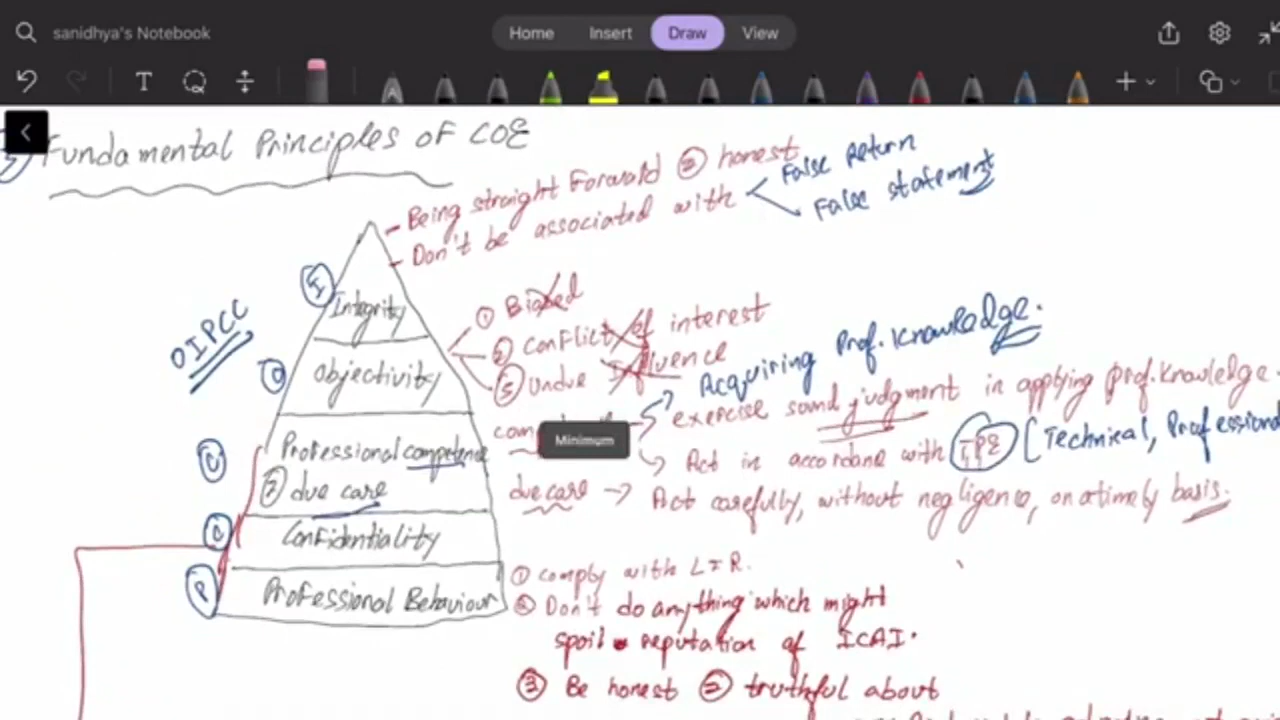 sanidhya's Notebook
Home Insert Draw View
Fundamental Principles of COE
- Being straight Forward & honest
- Don't be associated with
False Return
False statement
OIPCC
I
Integrity
① Biased
② Conflict of interest
③ Undue Influence
O
Objectivity
Acquiring Prof. Knowledge.
exercise sound judgment in applying prof. knowledge.
Minimum
Professional competence
& due care
Act in accordane with TPE [Technical, Professional
due care → Act carefully, without negligence, on a timely basis.
C
Confidentiality
P
Professional Behaviour
① comply with L & R.
② Don't do anything which might
spoil reputation of ICAI.
③ Be honest & truthful about